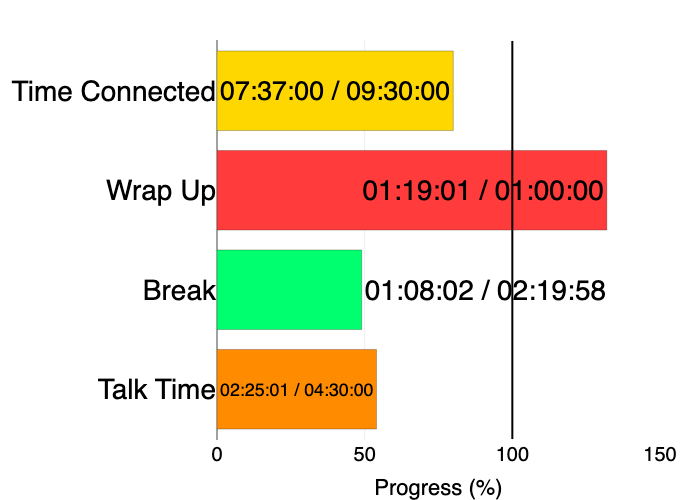 Time Connected 07:37:00 / 09:30:00
Wrap Up 01:19:01 / 01:00:00
Break 01:08:02 / 02:19:58
Talk Time 02:25:01 / 04:30:00
0 50 100 150
Progress (%)